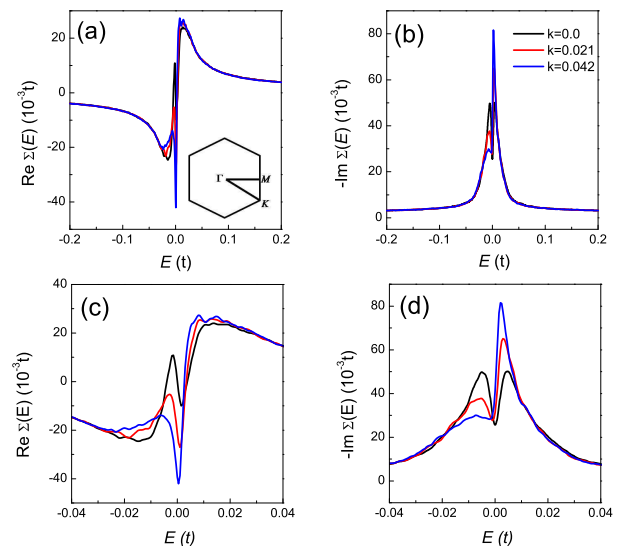 (a)
Re Σ(E) (10⁻³t)
20
0
-20
-40
-0.2 -0.1 0.0 0.1 0.2
E (t)
Γ M
K
(b)
-Im Σ(E) (10⁻³t)
80
60
40
20
0
-0.2 -0.1 0.0 0.1 0.2
E (t)
k=0.0
k=0.021
k=0.042
(c)
Re Σ(E) (10⁻³t)
40
20
0
-20
-40
-0.04 -0.02 0.00 0.02 0.04
E (t)
(d)
-Im Σ(E) (10⁻³t)
80
60
40
20
0
-0.04 -0.02 0.00 0.02 0.04
E (t)